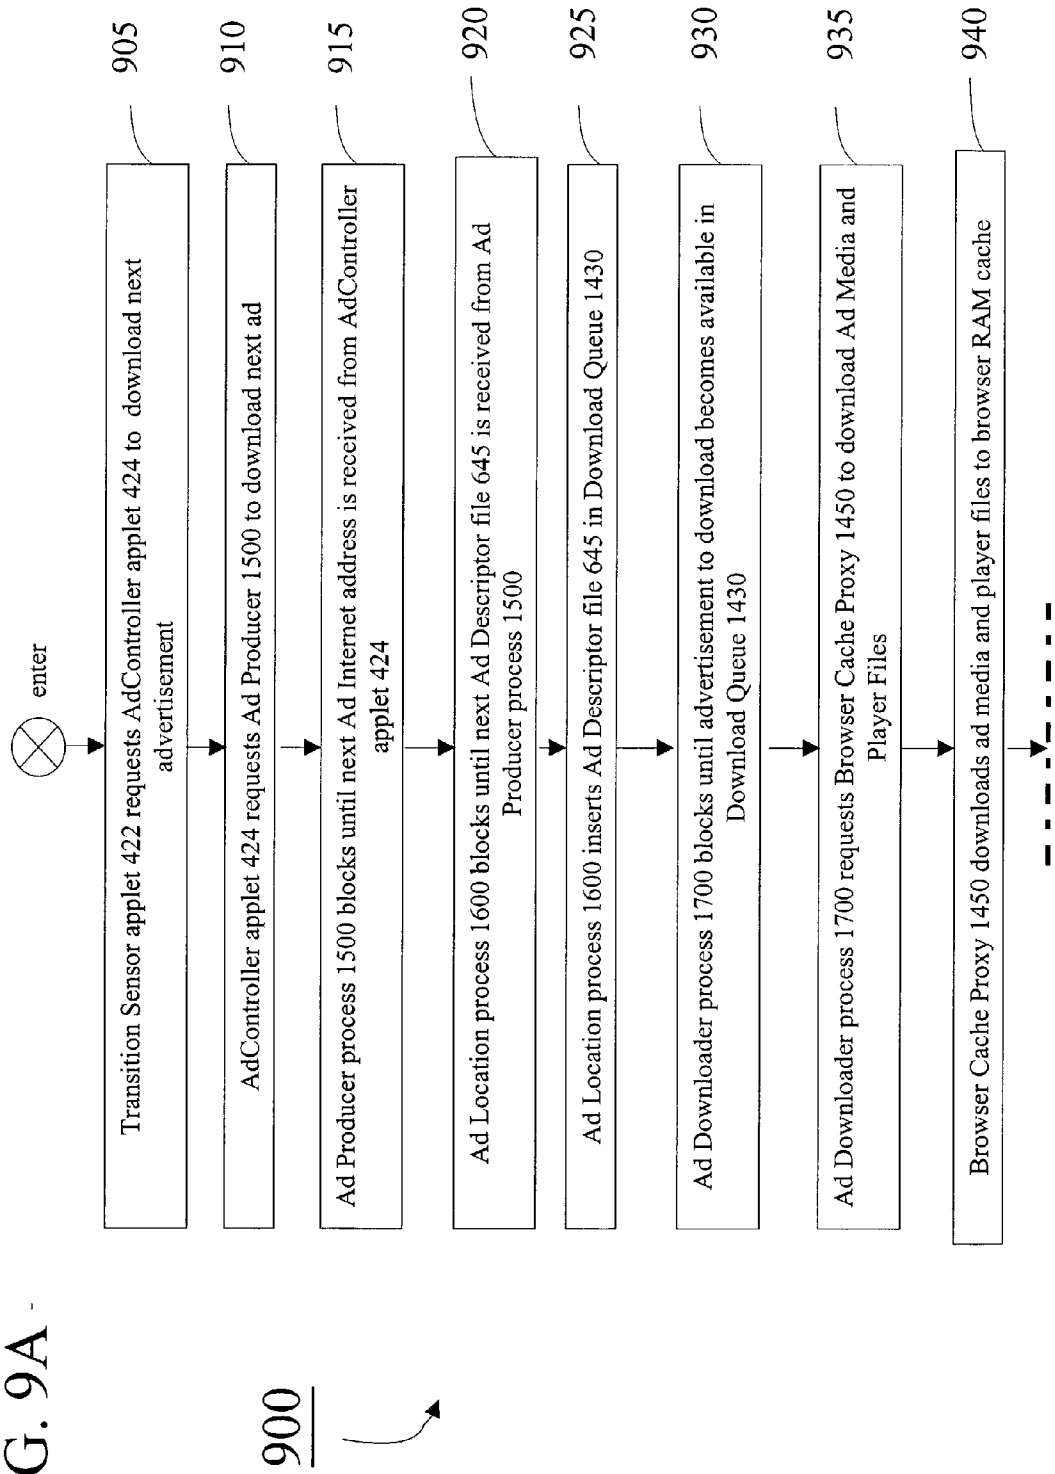 G. 9A
900
enter
Transition Sensor applet 422 requests AdController applet 424 to download next
advertisement
905
AdController applet 424 requests Ad Producer 1500 to download next ad
910
Ad Producer process 1500 blocks until next Ad Internet address is received from AdController
applet 424
915
Ad Location process 1600 blocks until next Ad Descriptor file 645 is received from Ad
Producer process 1500
920
Ad Location process 1600 inserts Ad Descriptor file 645 in Download Queue 1430
925
Ad Downloader process 1700 blocks until advertisement to download becomes available in
Download Queue 1430
930
Ad Downloader process 1700 requests Browser Cache Proxy 1450 to download Ad Media and
Player Files
935
Browser Cache Proxy 1450 downloads ad media and player files to browser RAM cache
940